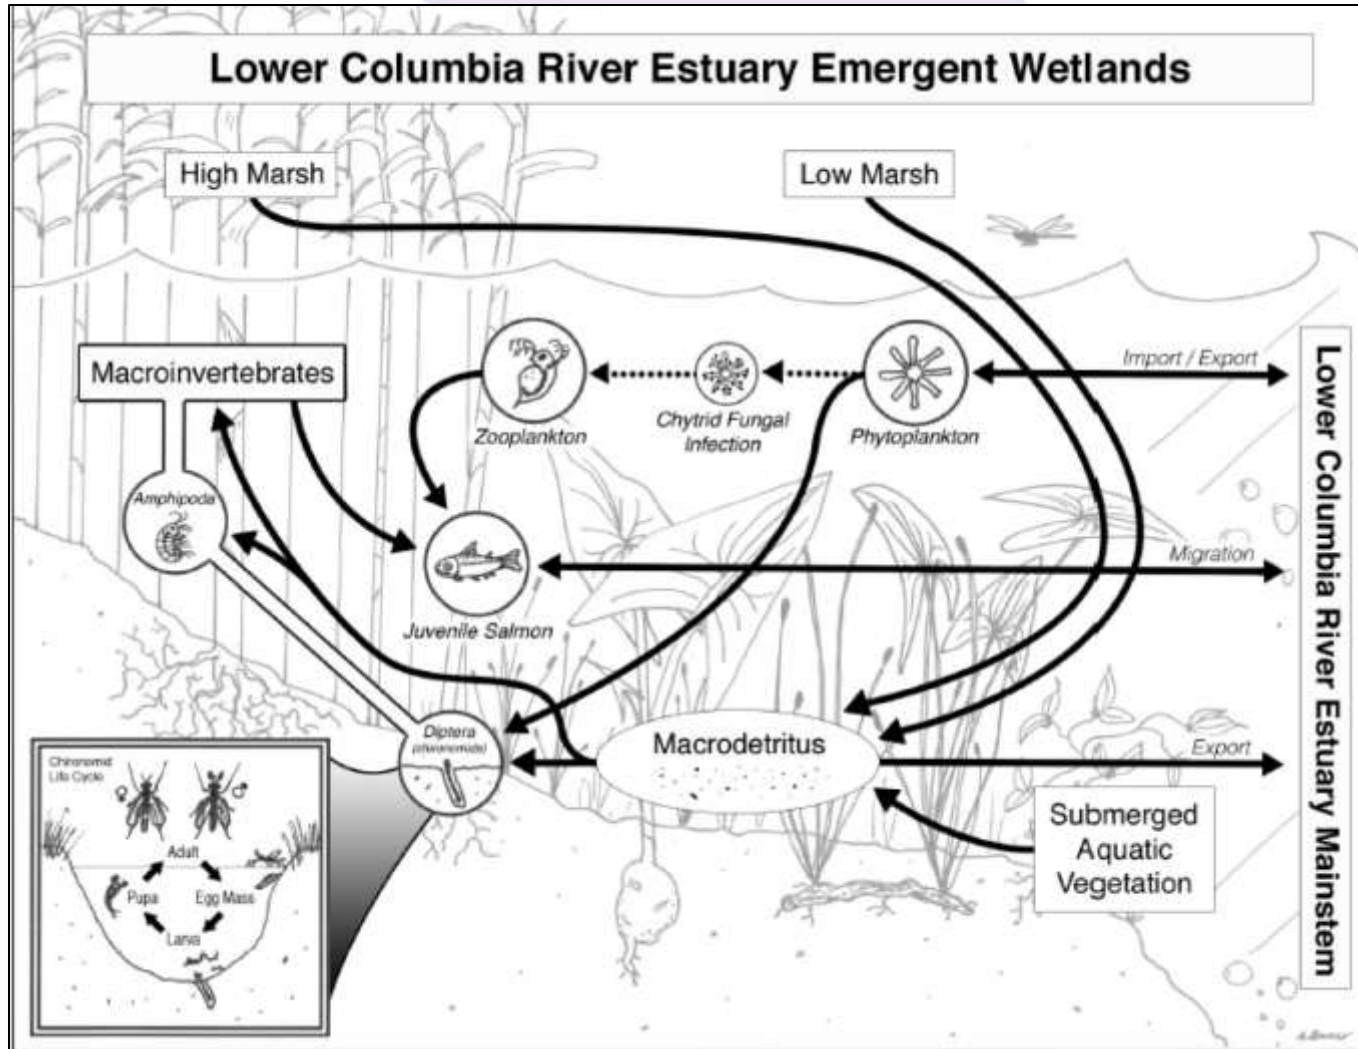 Lower Columbia River Estuary Emergent Wetlands
High Marsh
Low Marsh
Import / Export
Macroinvertebrates
Zooplankton
Chytrid Fungal
Infection
Phytoplankton
Amphipoda
Migration
Juvenile Salmon
Diptera
(chironomids)
Macrodetritus
Export
Submerged
Aquatic
Vegetation
Lower Columbia River Estuary Mainstem
Chironomid
Life Cycle
Adult
Pupa
Egg Mass
Larva